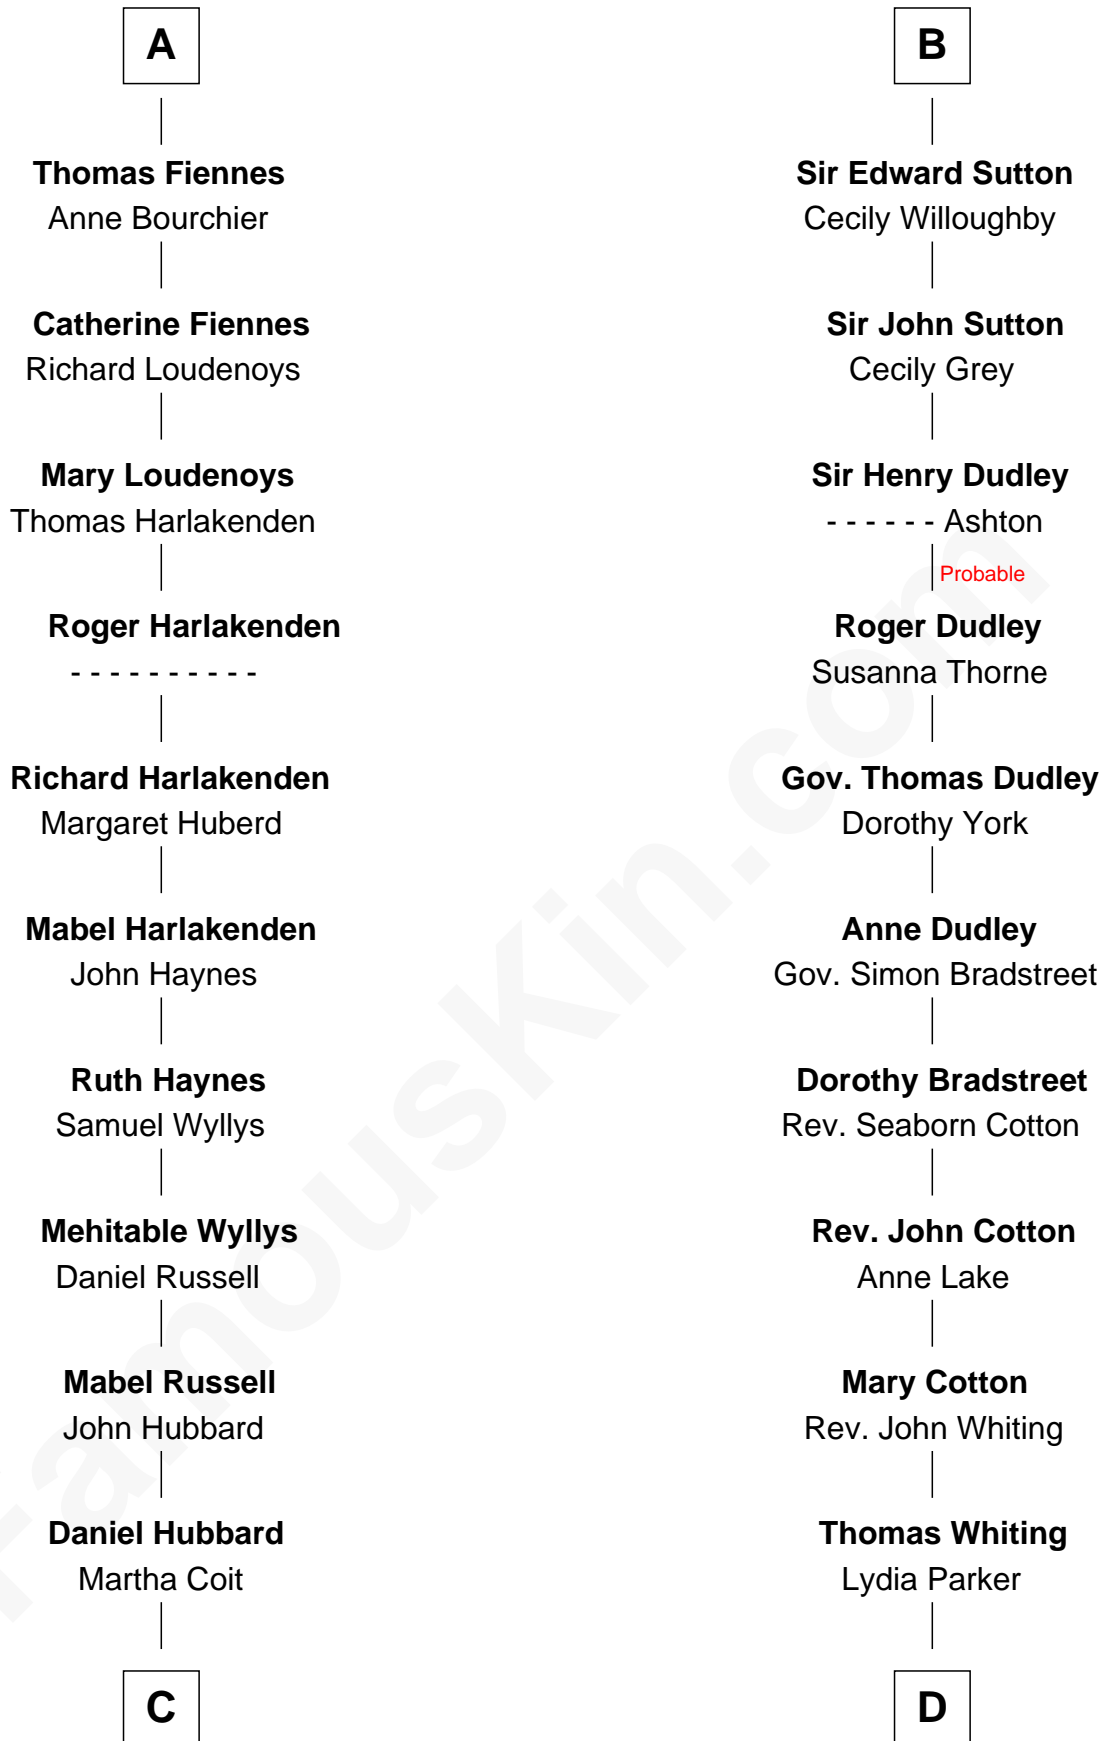 A
Thomas Fiennes
Anne Bourchier
Catherine Fiennes
Richard Loudenoys
Mary Loudenoys
Thomas Harlakenden
Roger Harlakenden
- - - - - - - - - -
Richard Harlakenden
Margaret Huberd
Mabel Harlakenden
John Haynes
Ruth Haynes
Samuel Wyllys
Mehitable Wyllys
Daniel Russell
Mabel Russell
John Hubbard
Daniel Hubbard
Martha Coit
C
B
Sir Edward Sutton
Cecily Willoughby
Sir John Sutton
Cecily Grey
Sir Henry Dudley
- - - - - - Ashton
Probable
Roger Dudley
Susanna Thorne
Gov. Thomas Dudley
Dorothy York
Anne Dudley
Gov. Simon Bradstreet
Dorothy Bradstreet
Rev. Seaborn Cotton
Rev. John Cotton
Anne Lake
Mary Cotton
Rev. John Whiting
Thomas Whiting
Lydia Parker
D
FamousKin.com